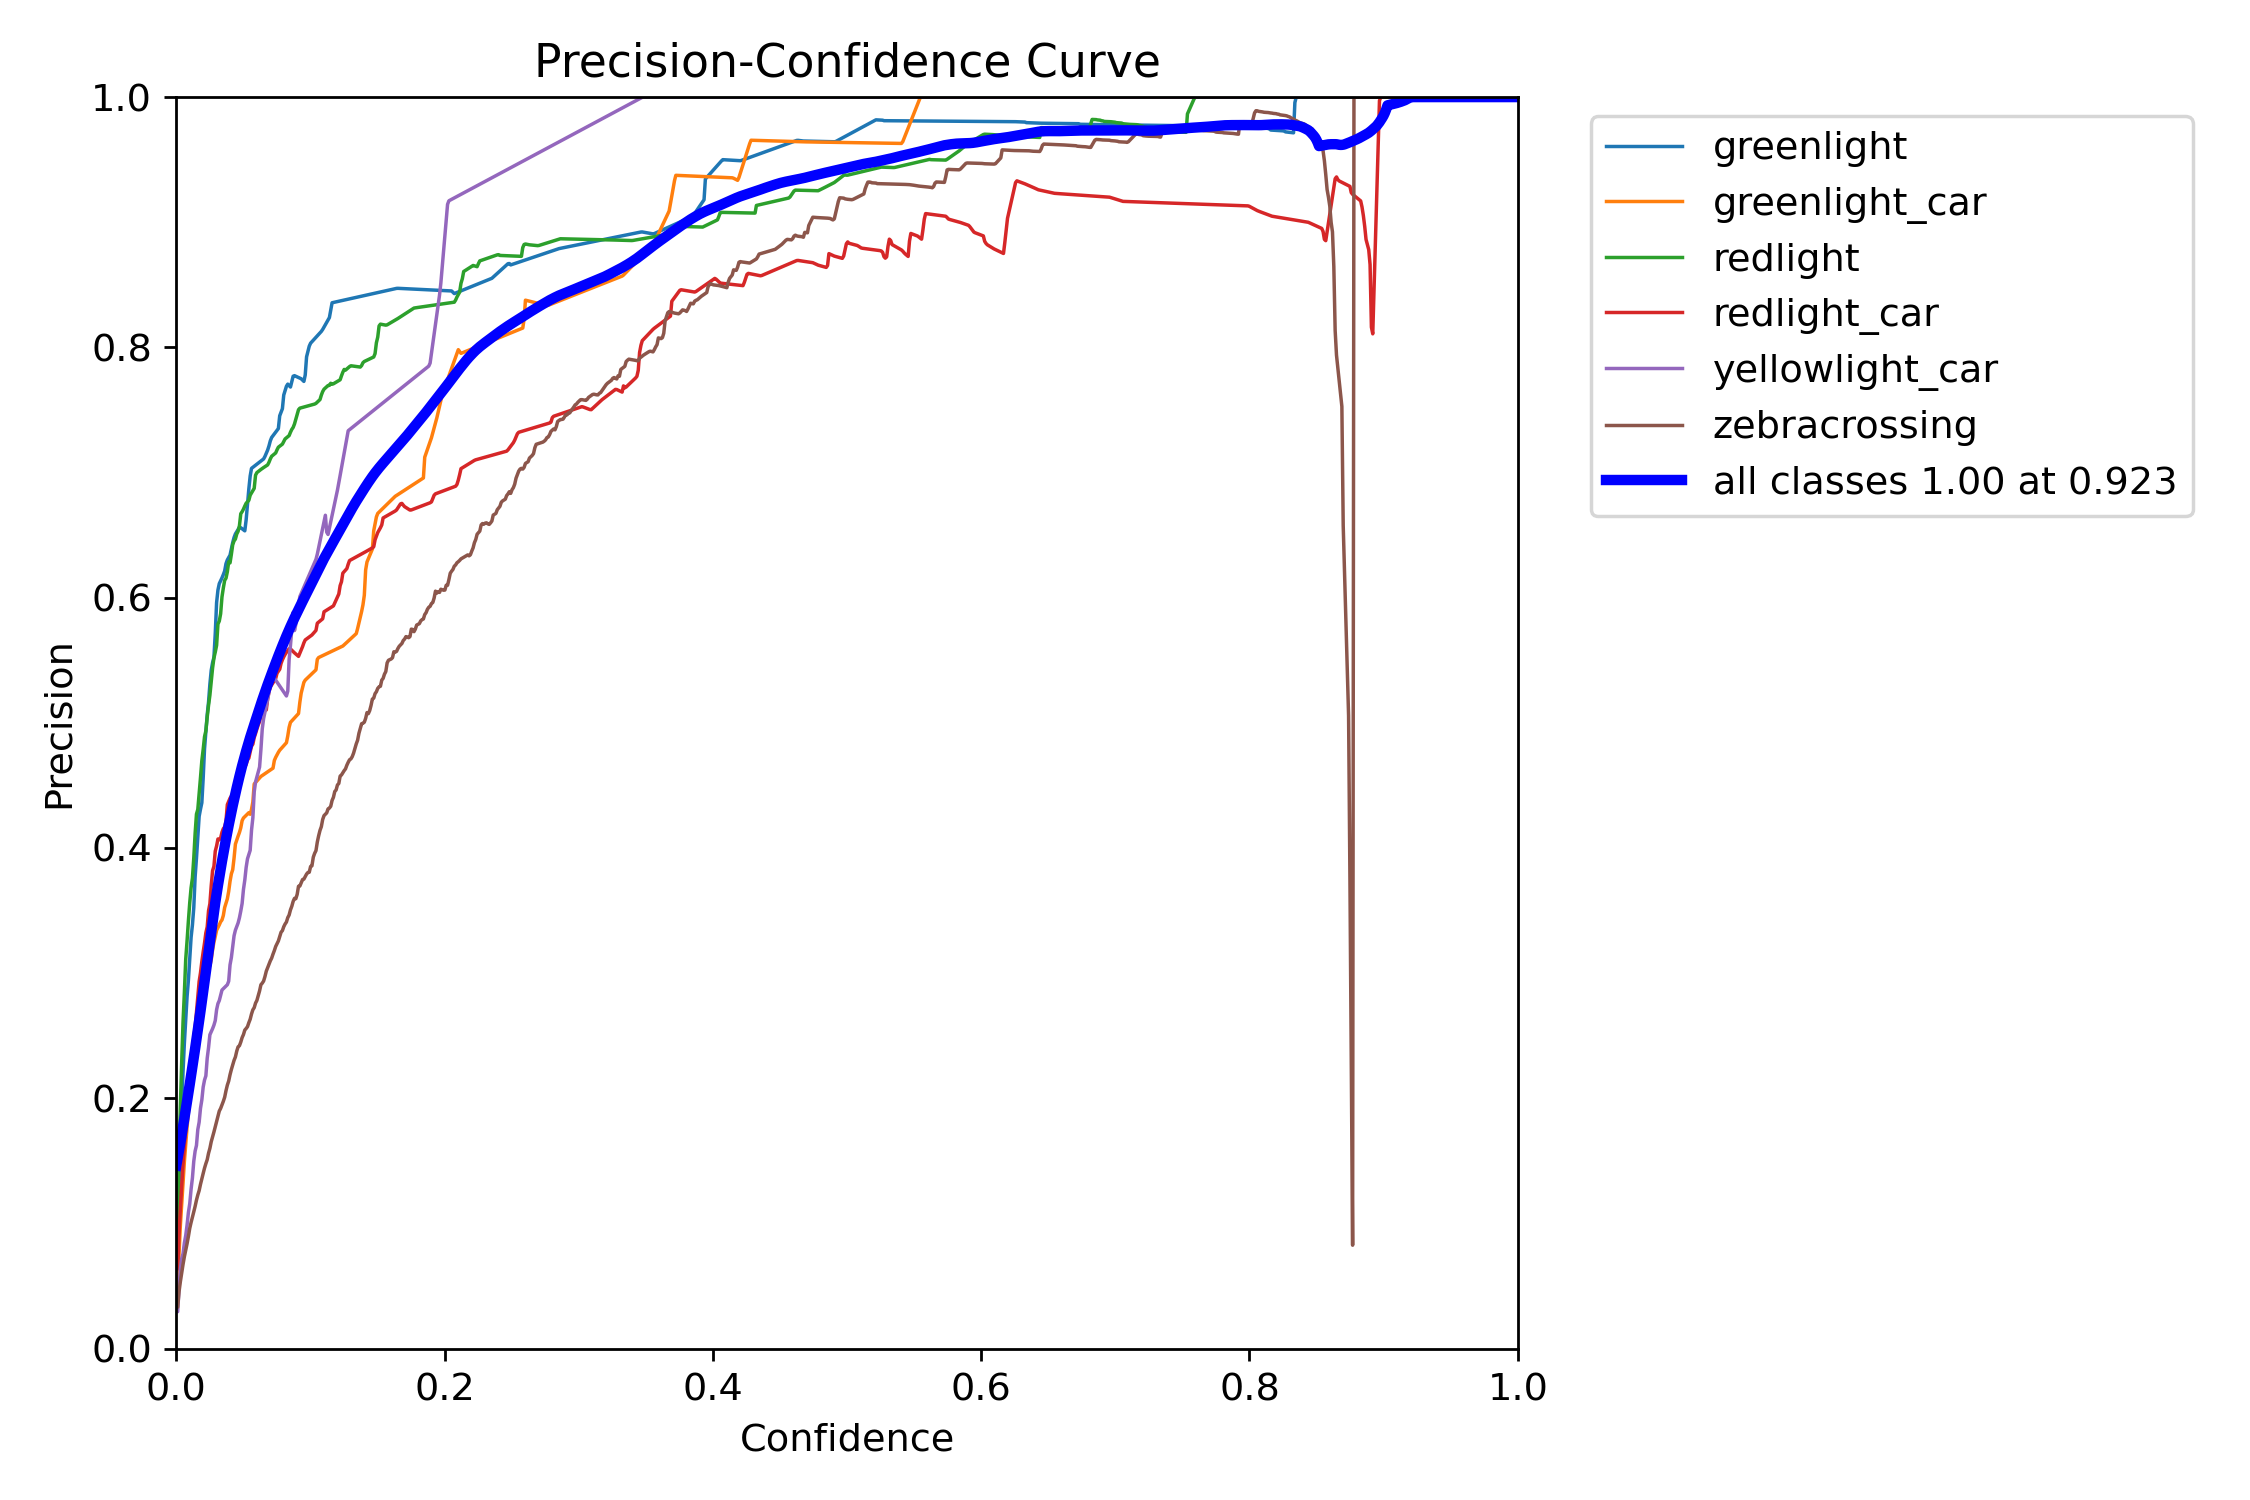 Precision-Confidence Curve
1.0
0.8
0.6
0.4
0.2
0.0
Precision
0.0 0.2 0.4 0.6 0.8 1.0
Confidence
greenlight
greenlight_car
redlight
redlight_car
yellowlight_car
zebracrossing
all classes 1.00 at 0.923